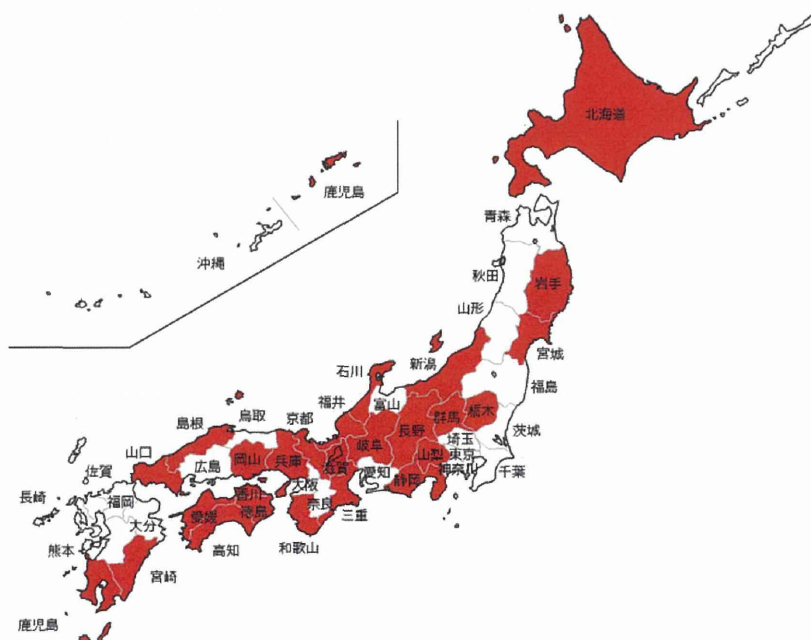 北海道
鹿児島
沖縄
青森
秋田
岩手
山形
宮城
新潟
石川
福島
福井
富山
群馬
栃木
茨城
島根
鳥取
京都
長野
埼玉
山口
広島
岡山
兵庫
滋賀
岐阜
山梨
東京
愛知
静岡
神奈川
千葉
佐賀
長崎
福岡
大分
香川
大阪
奈良
三重
愛媛
徳島
高知
和歌山
熊本
宮崎
鹿児島